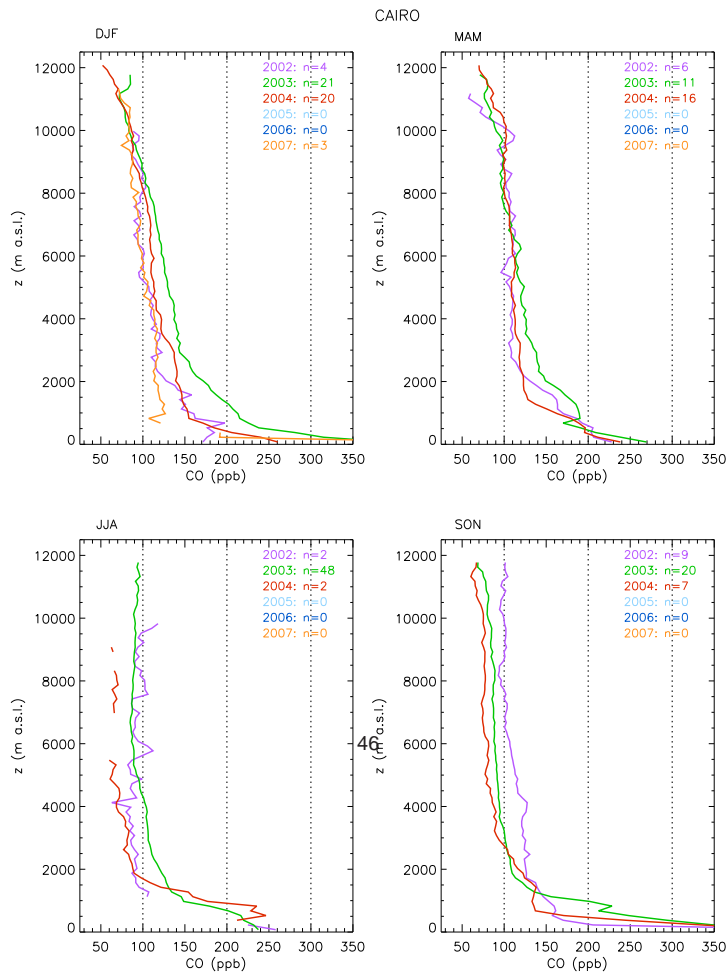 CAIRO
DJF
12000
10000
8000
6000
4000
2000
0
z (m a.s.l.)
50 100 150 200 250 300 350
CO (ppb)
2002: n=4
2003: n=21
2004: n=20
2005: n=0
2006: n=0
2007: n=3
MAM
12000
10000
8000
6000
4000
2000
0
z (m a.s.l.)
50 100 150 200 250 300 350
CO (ppb)
2002: n=6
2003: n=11
2004: n=16
2005: n=0
2006: n=0
2007: n=0
JJA
12000
10000
8000
6000
4000
2000
0
z (m a.s.l.)
50 100 150 200 250 300 350
CO (ppb)
2002: n=2
2003: n=48
2004: n=2
2005: n=0
2006: n=0
2007: n=0
46
SON
12000
10000
8000
6000
4000
2000
0
z (m a.s.l.)
50 100 150 200 250 300 350
CO (ppb)
2002: n=9
2003: n=20
2004: n=7
2005: n=0
2006: n=0
2007: n=0